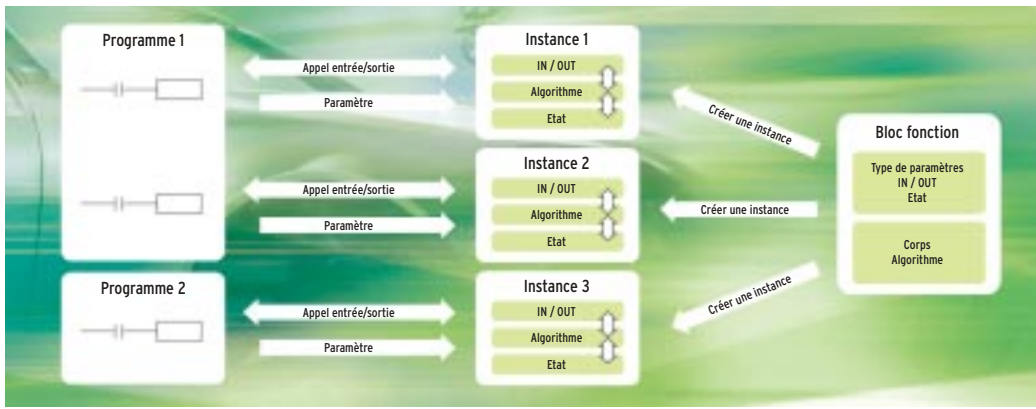 Programme 1
Appel entrée/sortie
Paramètre
Instance 1
IN / OUT
Algorithme
Etat
Créer une instance
Appel entrée/sortie
Paramètre
Instance 2
IN / OUT
Algorithme
Etat
Créer une instance
Bloc fonction
Type de paramètres
IN / OUT
Etat
Corps
Algorithme
Programme 2
Appel entrée/sortie
Paramètre
Instance 3
IN / OUT
Algorithme
Etat
Créer une instance